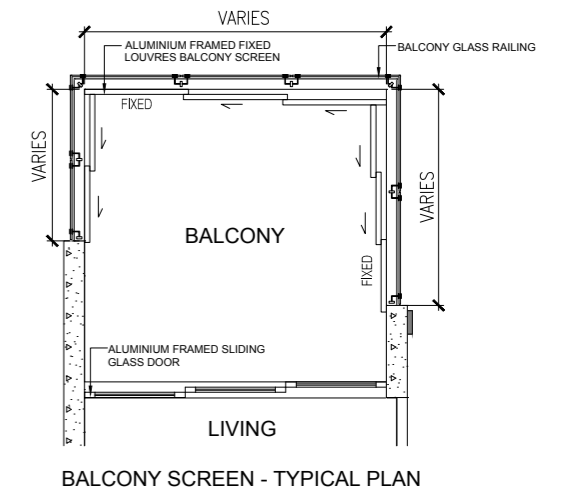 VARIES
ALUMINIUM FRAMED FIXED
LOUVRES BALCONY SCREEN
BALCONY GLASS RAILING
FIXED
VARIES
VARIES
BALCONY
FIXED
ALUMINIUM FRAMED SLIDING
GLASS DOOR
LIVING
BALCONY SCREEN - TYPICAL PLAN